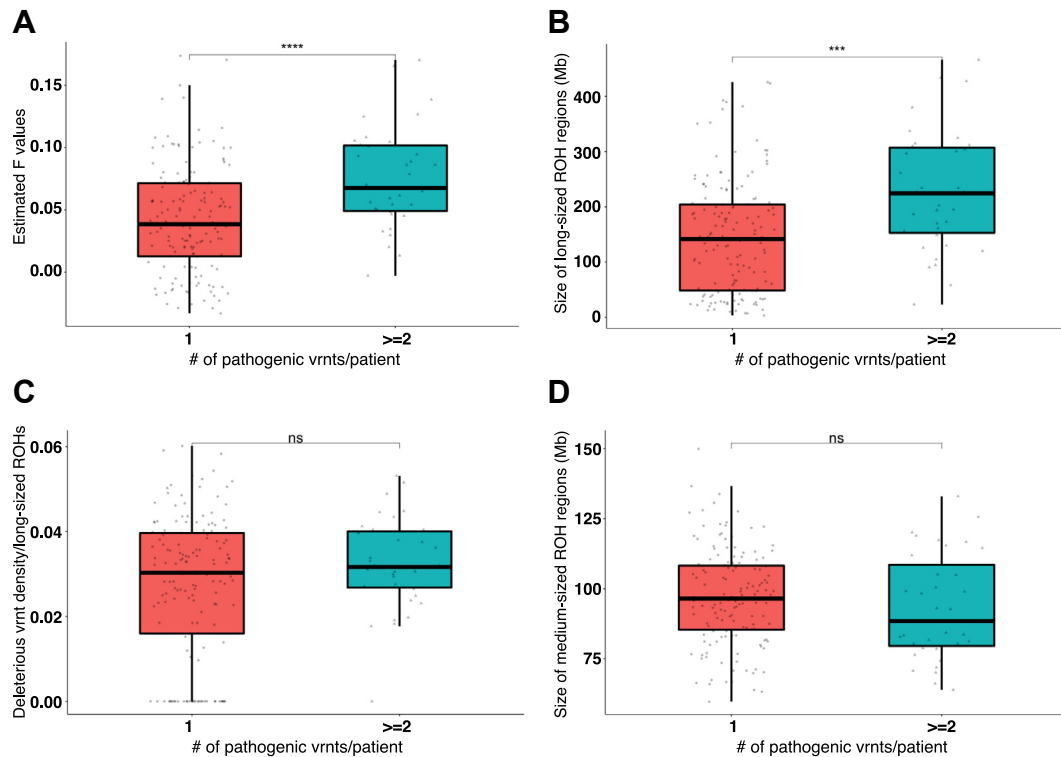 A
Estimated F values
0.15
0.10
0.05
0.00
****
1
>=2
# of pathogenic vrnts/patient
B
Size of long-sized ROH regions (Mb)
400
300
200
100
0
***
1
>=2
# of pathogenic vrnts/patient
C
Deleterious vrnt density/long-sized ROHs
0.06
0.04
0.02
0.00
ns
1
>=2
# of pathogenic vrnts/patient
D
Size of medium-sized ROH regions (Mb)
150
125
100
75
ns
1
>=2
# of pathogenic vrnts/patient